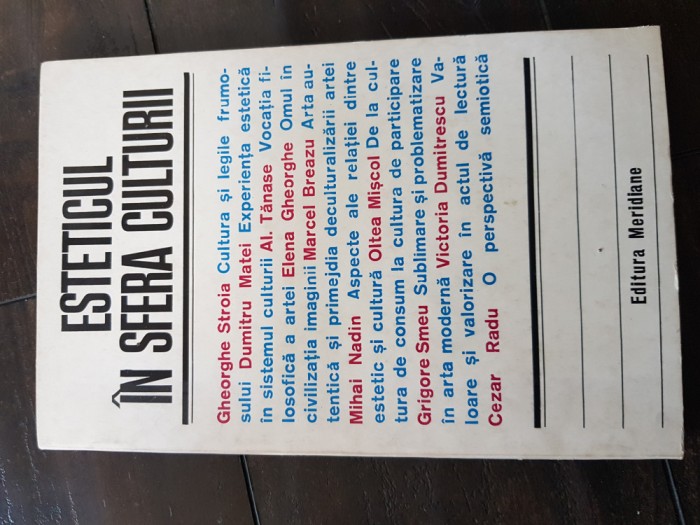 ESTETICUL
ÎN SFERA CULTURII
Gheorghe Stroia Cultura și legile frumo-
sului Dumitru Matei Experiența estetică
în sistemul culturii Al. Tănase Vocația fi-
losofică a artei Elena Gheorghe Omul în
civilizația imaginii Marcel Breazu Arta au-
tentică și primejdia deculturalizării artei
Mihai Nadin Aspecte ale relației dintre
estetic și cultură Oltea Mișcol De la cul-
tura de consum la cultura de participare
Grigore Smeu Sublimare și problematizare
în arta modernă Victoria Dumitrescu Va-
loare și valorizare în actul de lectură
Cezar Radu O perspectivă semiotică
Editura Meridiane